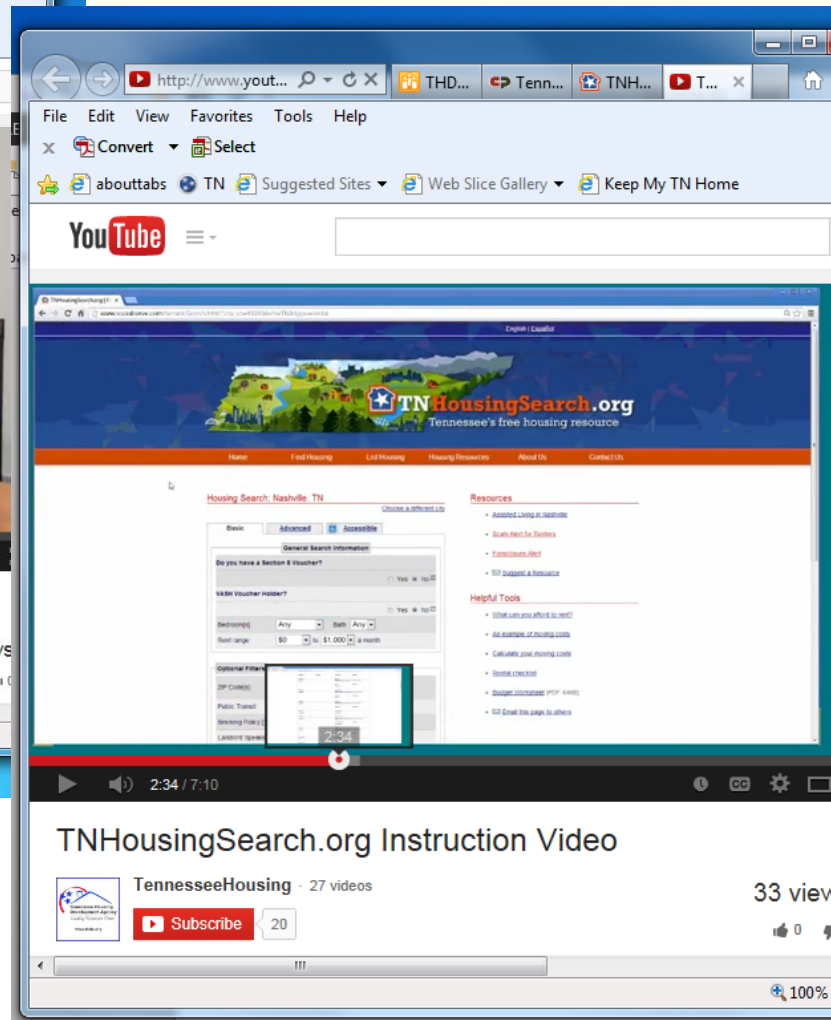 http://www.yout...
THD...
Tenn...
TNH...
T...
File Edit View Favorites Tools Help
x Convert Select
abouttabs TN Suggested Sites Web Slice Gallery Keep My TN Home
YouTube
English | Español
TNHousingSearch.org
Tennessee's free housing resource
Home Find Housing List Housing Housing Resources About Us Contact Us
Housing Search: Nashville, TN
Choose a different city
Basic Advanced Accessible
General Search Information
Do you have a Section 8 Voucher?
Yes No
VASH Voucher Holder?
Yes No
Bedroom(s) Any Bath Any
Rent range $0 to $1,000 a month
Optional Filters
ZIP Code(s)
Public Transit
Smoking Policy
Landlord Speaks
Resources
Assisted Living in Nashville
Scam Alert for Renters
Foreclosure Alert
Suggest a Resource
Helpful Tools
What can you afford to rent?
An example of moving costs
Calculate your moving costs
Rental checklist
Budget Worksheet
Email this page to others
2:34
2:34 / 7:10
CC
TNHousingSearch.org Instruction Video
TennesseeHousing · 27 videos
Subscribe 20
33 view
0
100%